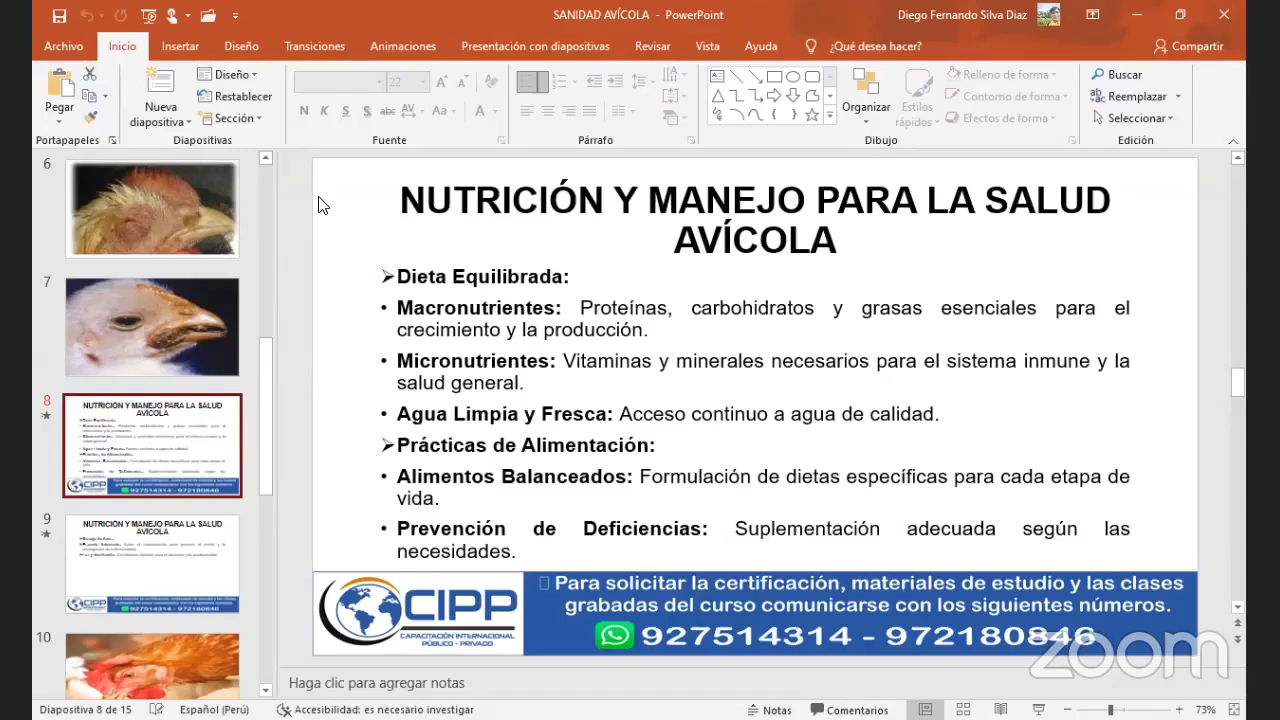 SANIDAD AVÍCOLA - PowerPoint
Diego Fernando Silva Diaz
Archivo
Inicio
Insertar
Diseño
Transiciones
Animaciones
Presentación con diapositivas
Revisar
Vista
Ayuda
¿Qué desea hacer?
Compartir
Pegar
Nueva
diapositiva
Diseño
Restablecer
Sección
22
Organizar
Estilos
rápidos
Relleno de forma
Contorno de forma
Efectos de forma
Buscar
Reemplazar
Seleccionar
Portapapeles
Diapositivas
Fuente
Párrafo
Dibujo
Edición
6
7
8
NUTRICIÓN Y MANEJO PARA LA SALUD
AVÍCOLA
9
NUTRICIÓN Y MANEJO PARA LA SALUD
AVÍCOLA
10
NUTRICIÓN Y MANEJO PARA LA SALUD
AVÍCOLA
➢Dieta Equilibrada:
• Macronutrientes: Proteínas, carbohidratos y grasas esenciales para el
crecimiento y la producción.
• Micronutrientes: Vitaminas y minerales necesarios para el sistema inmune y la
salud general.
• Agua Limpia y Fresca: Acceso continuo a agua de calidad.
➢Prácticas de Alimentación:
• Alimentos Balanceados: Formulación de dietas específicas para cada etapa de
vida.
• Prevención de Deficiencias: Suplementación adecuada según las
necesidades.
CIPP
CAPACITACIÓN INTERNACIONAL
PÚBLICO - PRIVADO
Para solicitar la certificación, materiales de estudio y las clases
grabadas del curso comunicarse con los siguientes números.
927514314 - 972180846
zoom
Haga clic para agregar notas
Diapositiva 8 de 15
Español (Perú)
Accesibilidad: es necesario investigar
Notas
Comentarios
73%